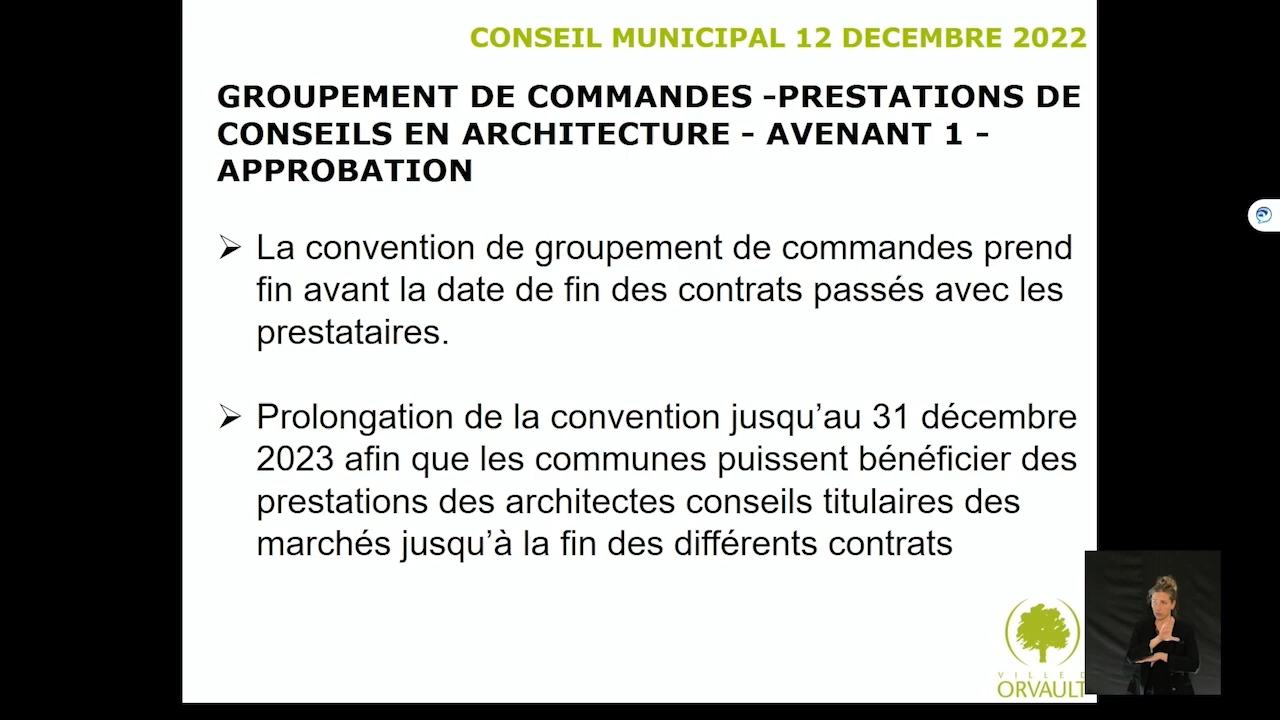 CONSEIL MUNICIPAL 12 DECEMBRE 2022
GROUPEMENT DE COMMANDES -PRESTATIONS DE
CONSEILS EN ARCHITECTURE - AVENANT 1 -
APPROBATION
La convention de groupement de commandes prend
fin avant la date de fin des contrats passés avec les
prestataires.
Prolongation de la convention jusqu’au 31 décembre
2023 afin que les communes puissent bénéficier des
prestations des architectes conseils titulaires des
marchés jusqu’à la fin des différents contrats
VILLE D
ORVAULT